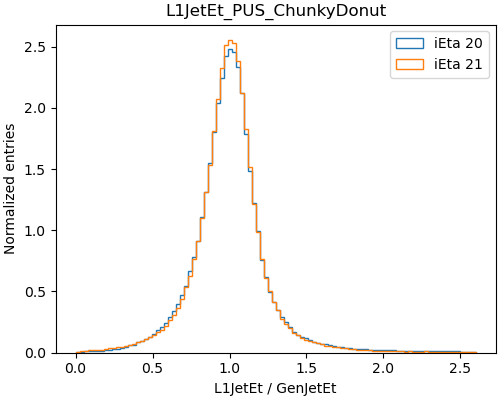 L1JetEt_PUS_ChunkyDonut
iEta 20
iEta 21
Normalized entries
2.5
2.0
1.5
1.0
0.5
0.0
0.0 0.5 1.0 1.5 2.0 2.5
L1JetEt / GenJetEt